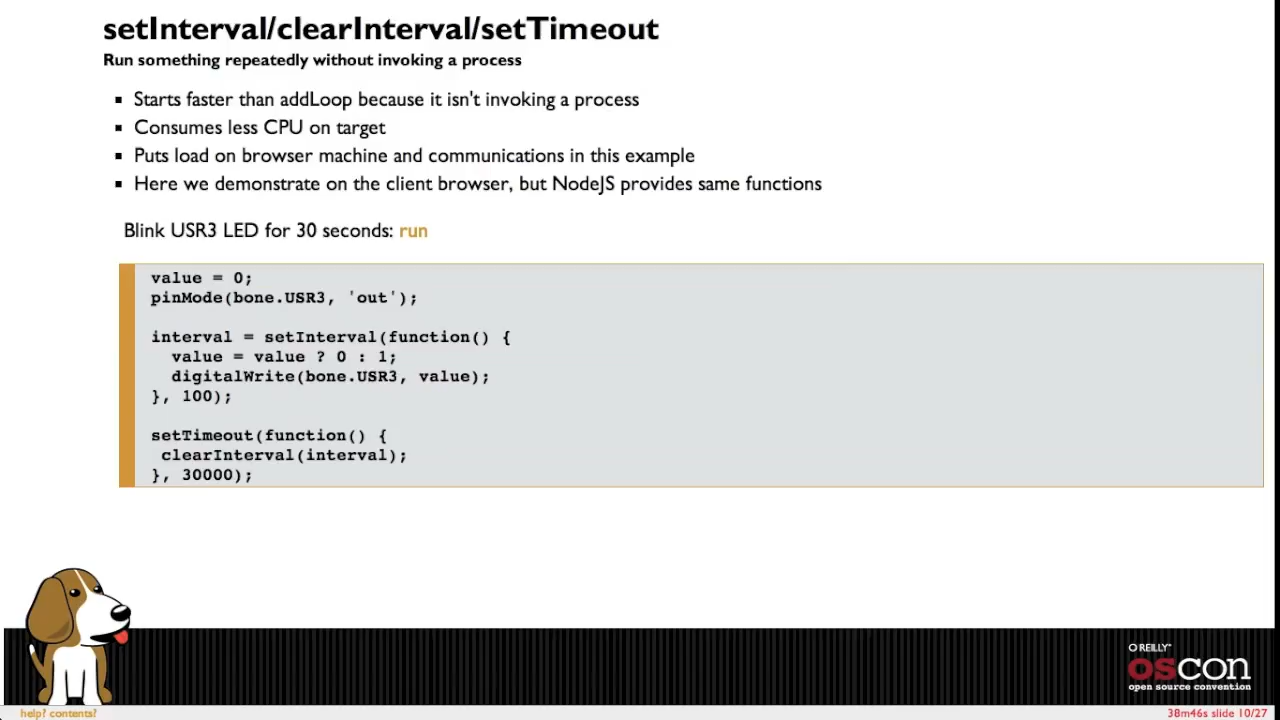 setInterval/clearInterval/setTimeout
Run something repeatedly without invoking a process
▪ Starts faster than addLoop because it isn't invoking a process
▪ Consumes less CPU on target
▪ Puts load on browser machine and communications in this example
▪ Here we demonstrate on the client browser, but NodeJS provides same functions
Blink USR3 LED for 30 seconds: run
value = 0;
pinMode(bone.USR3, 'out');
interval = setInterval(function() {
  value = value ? 0 : 1;
  digitalWrite(bone.USR3, value);
}, 100);
setTimeout(function() {
 clearInterval(interval);
}, 30000);
O REILLY
oscon
open source convention
help? contents?
38m46s slide 10/27